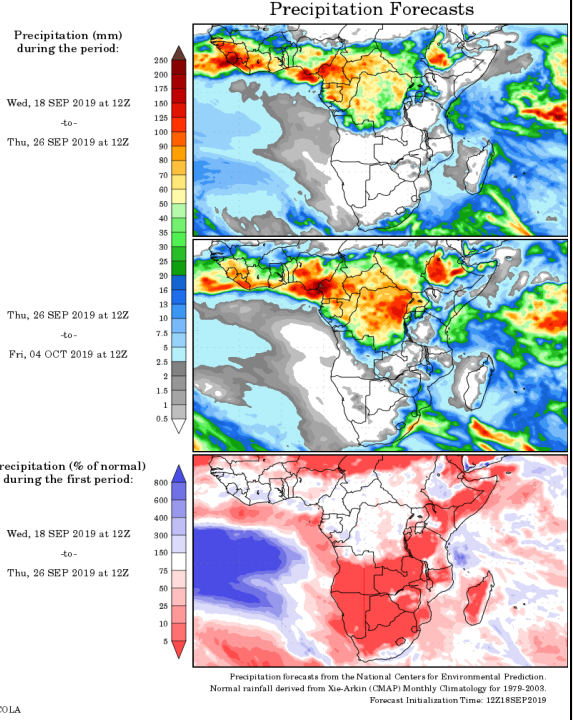 Precipitation Forecasts
Precipitation (mm)
during the period:
Wed, 18 SEP 2019 at 12Z
-to-
Thu, 26 SEP 2019 at 12Z
250
200
175
150
125
100
90
80
70
60
50
40
35
30
25
20
16
13
10
7.5
5
2.5
2
1.5
1
0.5
Thu, 26 SEP 2019 at 12Z
-to-
Fri, 04 OCT 2019 at 12Z
recipitation (% of normal)
during the first period:
Wed, 18 SEP 2019 at 12Z
-to-
Thu, 26 SEP 2019 at 12Z
800
600
400
300
150
75
50
25
10
5
Precipitation forecasts from the National Centers for Environmental Prediction.
Normal rainfall derived from Xie-Arkin (CMAP) Monthly Climatology for 1979-2003.
Forecast Initialization Time: 12Z18SEP2019
COLA